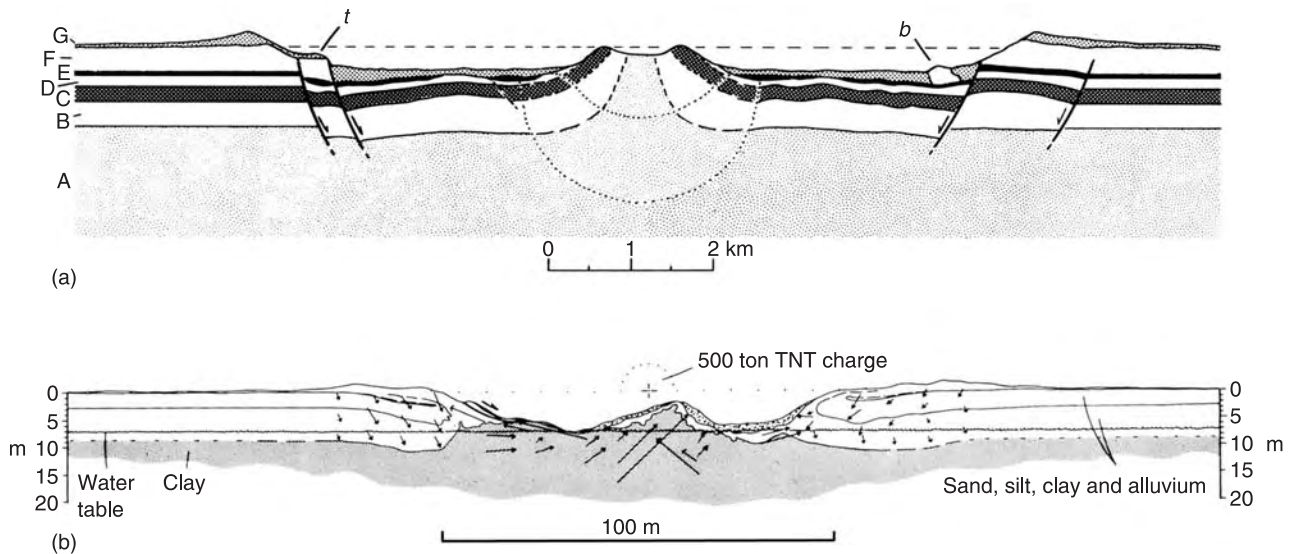 t
b
G
F
E
D
C
B
A
0 1 2 km
(a)
500 ton TNT charge
0
5
10
15
20
m
0
5
10
15
20
m
Water
table
Clay
Sand, silt, clay and alluvium
100 m
(b)